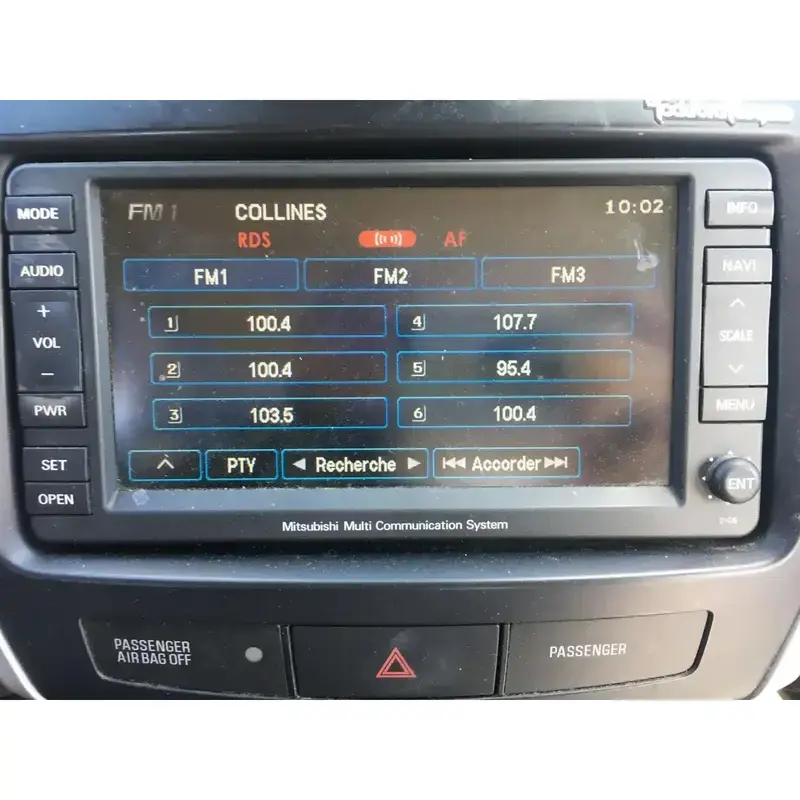 MODE
AUDIO
+
VOL
−
PWR
SET
OPEN
FM 1 COLLINES 10:02
RDS AF
FM1 FM2 FM3
1 100.4 4 107.7
2 100.4 5 95.4
3 103.5 6 100.4
PTY ◀ Recherche ▶ Accorder
Mitsubishi Multi Communication System
INFO
NAVI
SCALE
MENU
ENT
PASSENGER
AIR BAG OFF
PASSENGER